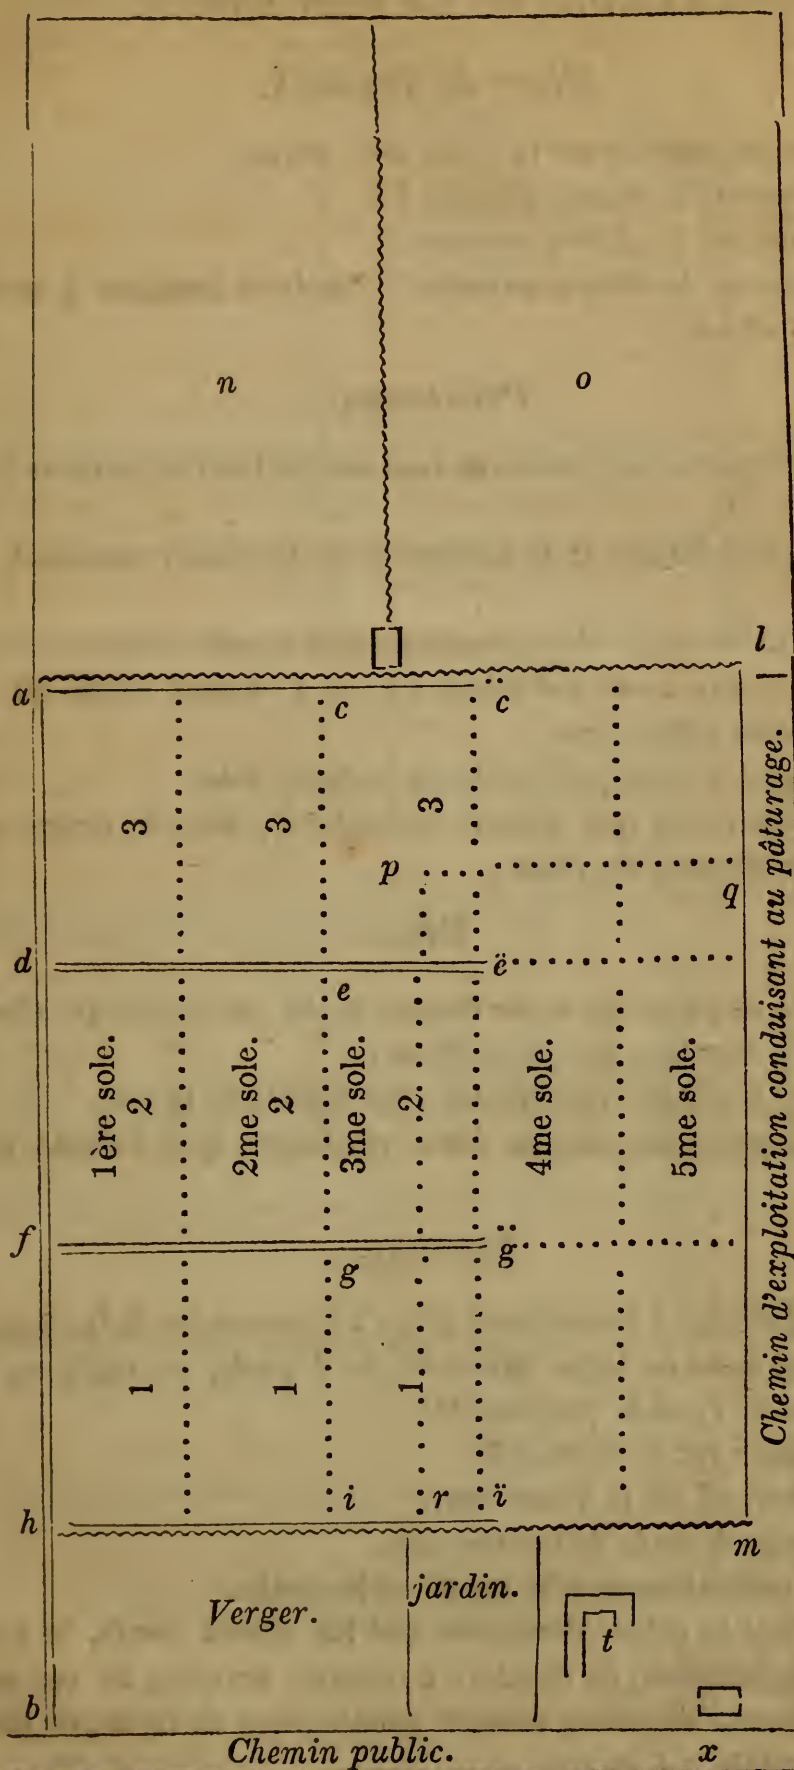 n o
l
a c c̈
3 3 3
p
q
d ë
e
1ère sole. 2 2me sole. 2 3me sole. 2 4me sole. 5me sole.
Chemin d'exploitation conduisant au pâturage.
f g̈
g
1 1 1
i r ï
h
m
Verger. jardin. t
b
Chemin public. x